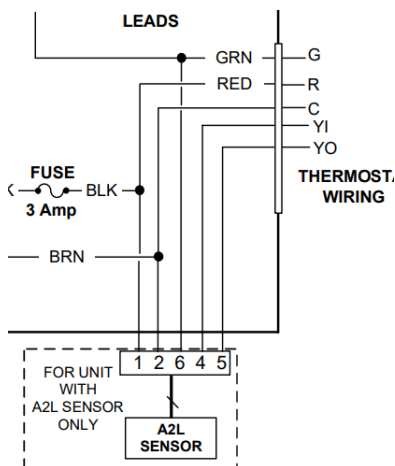 LEADS
GRN
G
RED
R
C
YI
YO
FUSE
K
BLK
3 Amp
THERMOSTA
WIRING
BRN
1 2 6 4 5
FOR UNIT
WITH
A2L SENSOR
ONLY
A2L
SENSOR